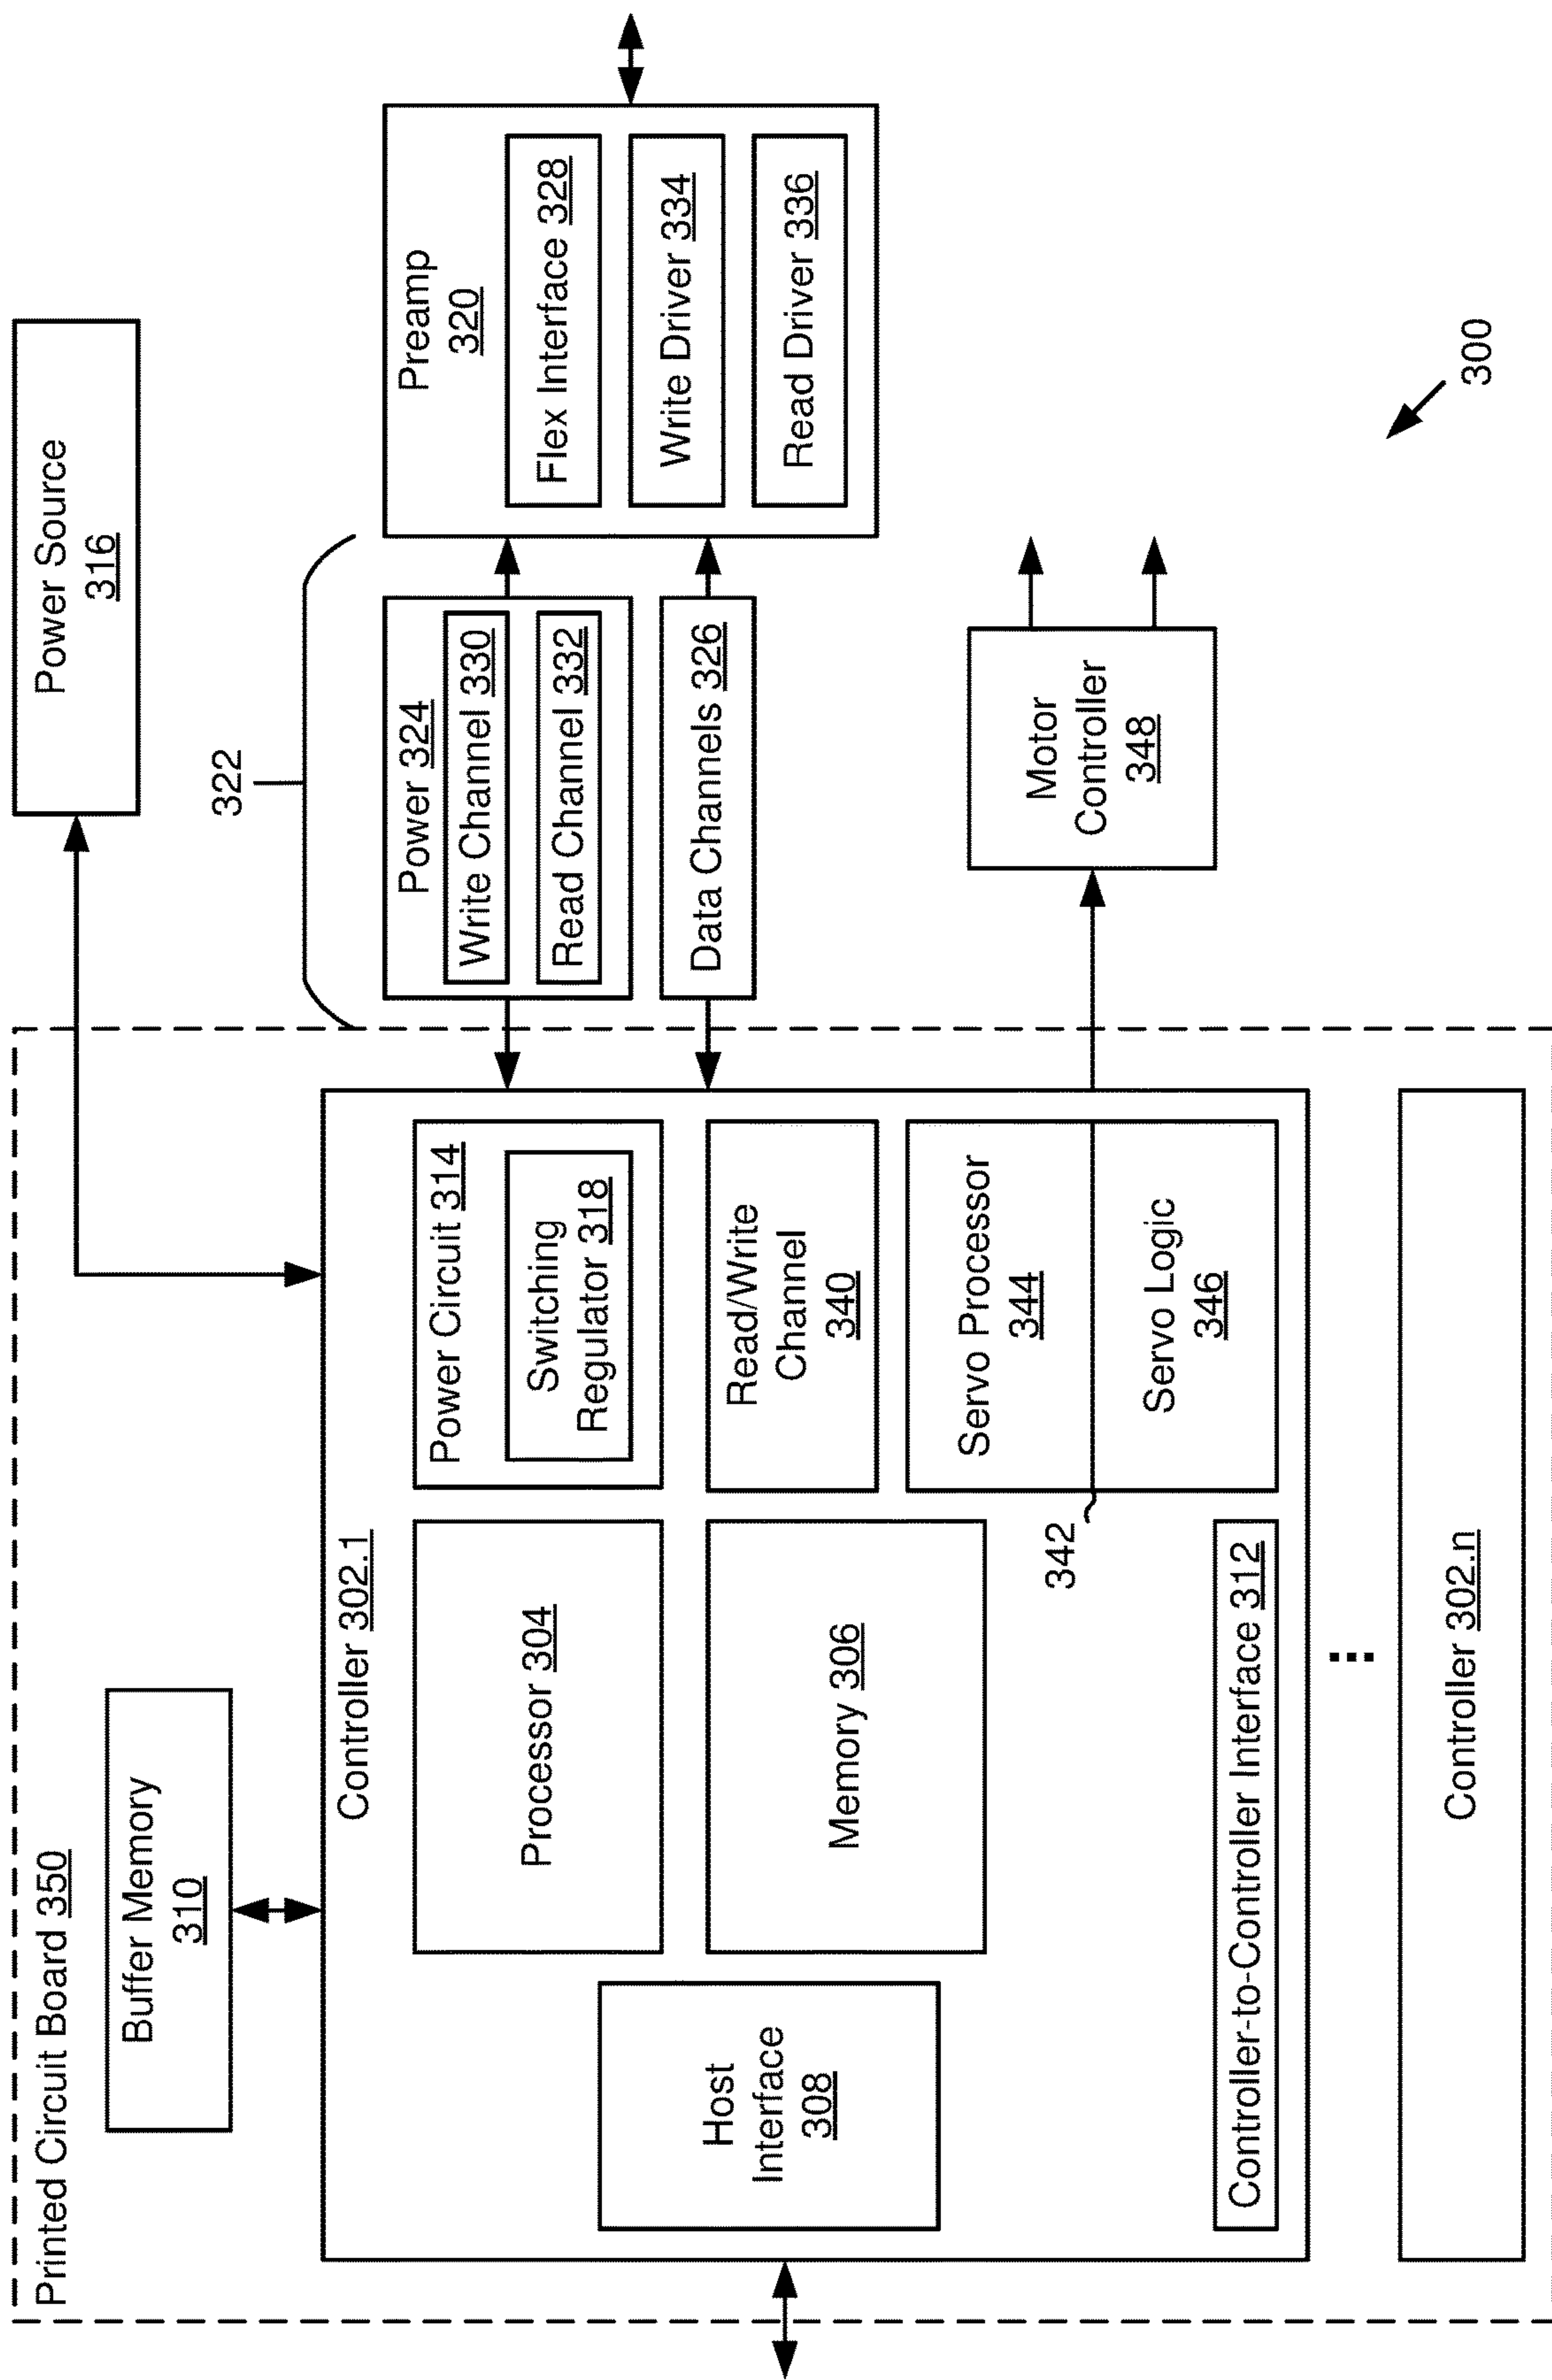 Printed Circuit Board 350
Buffer Memory
310
Power Source
316
322
Controller 302.1
Host
Interface
308
Processor 304
Memory 306
Power Circuit 314
Switching
Regulator 318
Read/Write
Channel
340
342
Servo Processor
344
Servo Logic
346
Controller-to-Controller Interface 312
Controller 302.n
Power 324
Write Channel 330
Read Channel 332
Data Channels 326
Preamp
320
Flex Interface 328
Write Driver 334
Read Driver 336
Motor
Controller
348
300